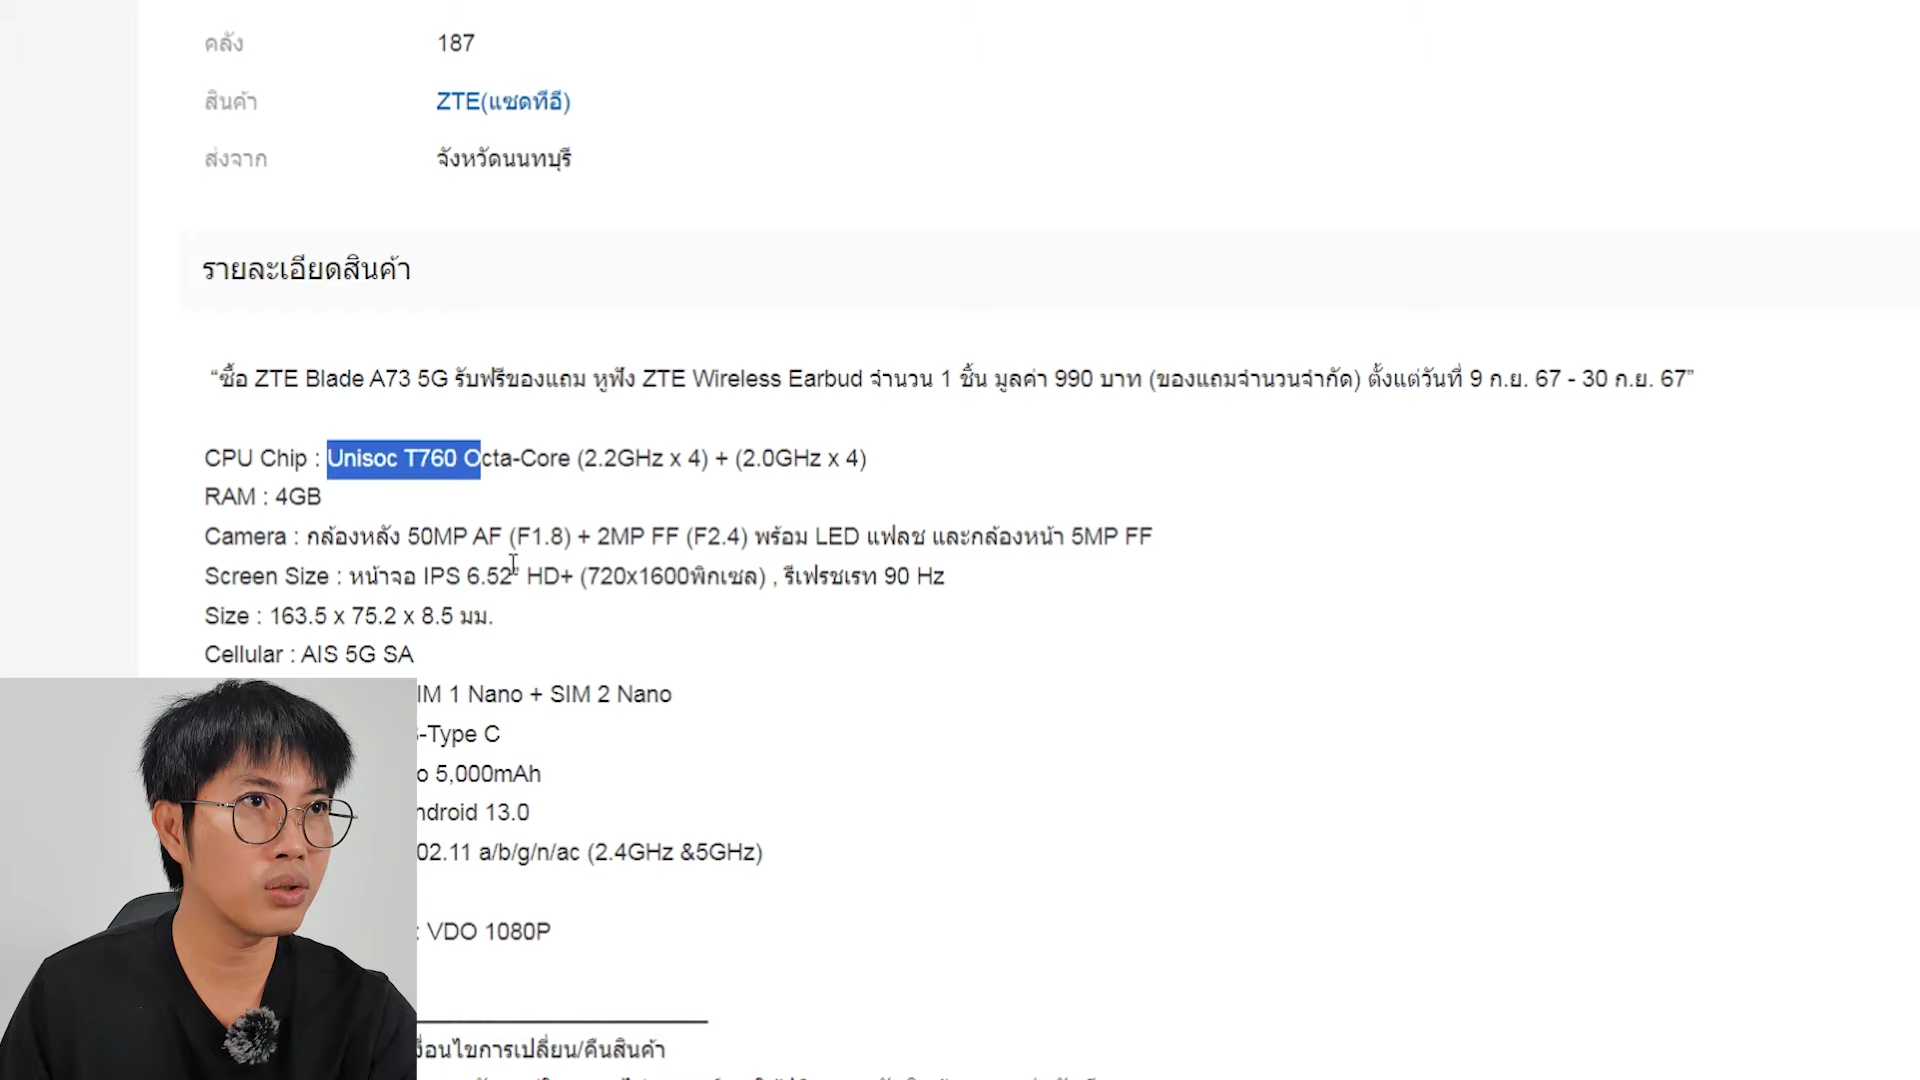 คลัง 187
สินค้า ZTE(แซดทีอี)
ส่งจาก จังหวัดนนทบุรี
รายละเอียดสินค้า
“ซื้อ ZTE Blade A73 5G รับฟรีของแถม หูฟัง ZTE Wireless Earbud จำนวน 1 ชิ้น มูลค่า 990 บาท (ของแถมจำนวนจำกัด) ตั้งแต่วันที่ 9 ก.ย. 67 - 30 ก.ย. 67”
CPU Chip : Unisoc T760 Octa-Core (2.2GHz x 4) + (2.0GHz x 4)
RAM : 4GB
Camera : กล้องหลัง 50MP AF (F1.8) + 2MP FF (F2.4) พร้อม LED แฟลช และกล้องหน้า 5MP FF
Screen Size : หน้าจอ IPS 6.52" HD+ (720x1600พิกเซล) , รีเฟรชเรท 90 Hz
Size : 163.5 x 75.2 x 8.5 มม.
Cellular : AIS 5G SA
IM 1 Nano + SIM 2 Nano
-Type C
o 5,000mAh
ndroid 13.0
02.11 a/b/g/n/ac (2.4GHz &5GHz)
: VDO 1080P
งื่อนไขการเปลี่ยน/คืนสินค้า